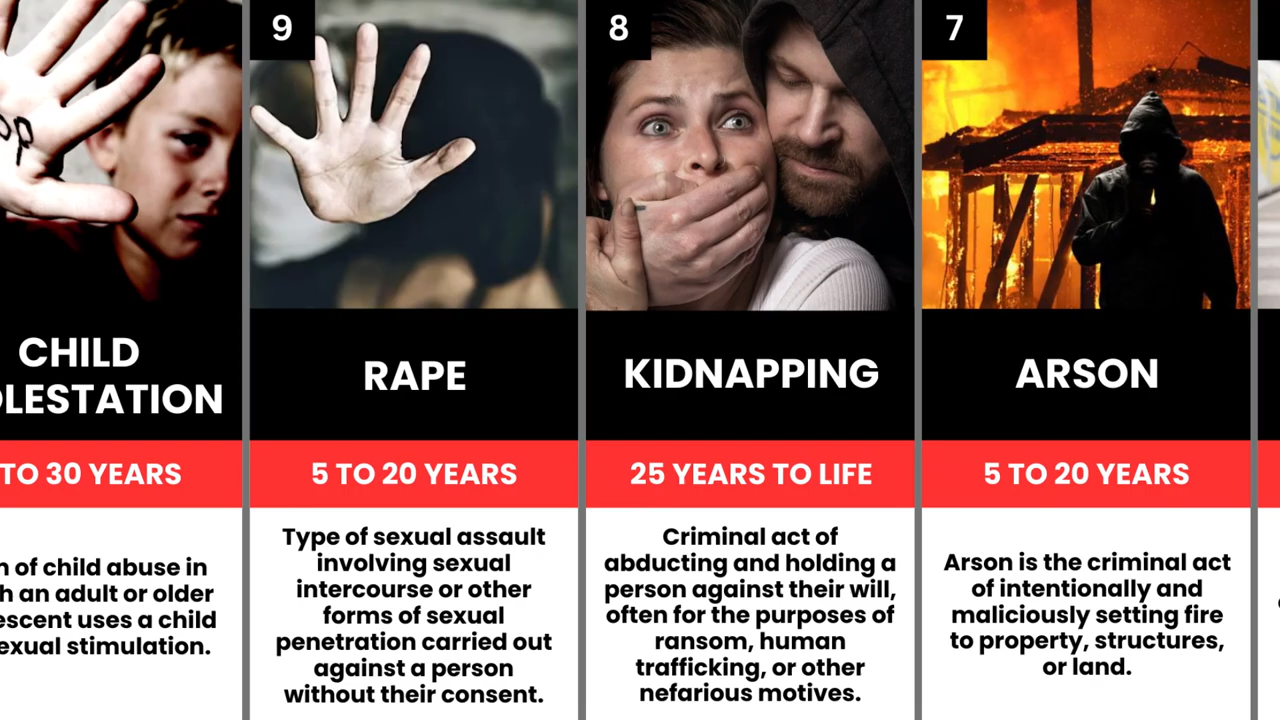 op
CHILD
OLESTATION
TO 30 YEARS
n of child abuse in
h an adult or older
escent uses a child
exual stimulation.
9
RAPE
5 TO 20 YEARS
Type of sexual assault
involving sexual
intercourse or other
forms of sexual
penetration carried out
against a person
without their consent.
8
KIDNAPPING
25 YEARS TO LIFE
Criminal act of
abducting and holding a
person against their will,
often for the purposes of
ransom, human
trafficking, or other
nefarious motives.
7
ARSON
5 TO 20 YEARS
Arson is the criminal act
of intentionally and
maliciously setting fire
to property, structures,
or land.